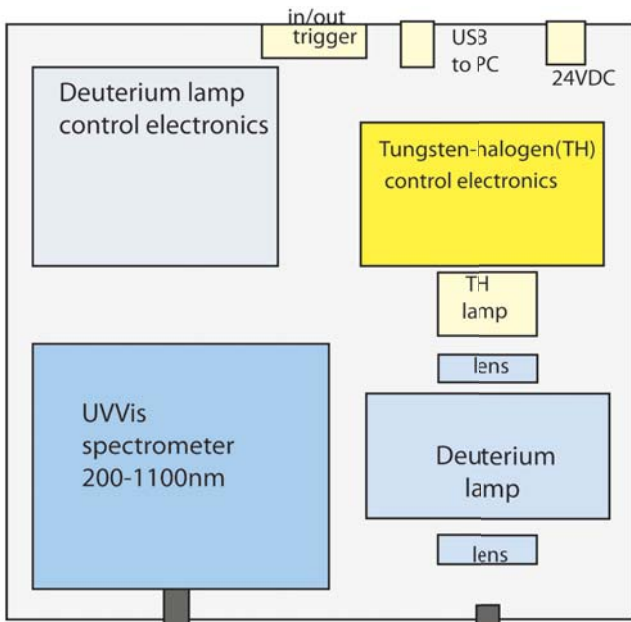 in/out
trigger
USB
to PC
24VDC
Deuterium lamp
control electronics
Tungsten-halogen(TH)
control electronics
TH
lamp
lens
UVVis
spectrometer
200-1100nm
Deuterium
lamp
lens